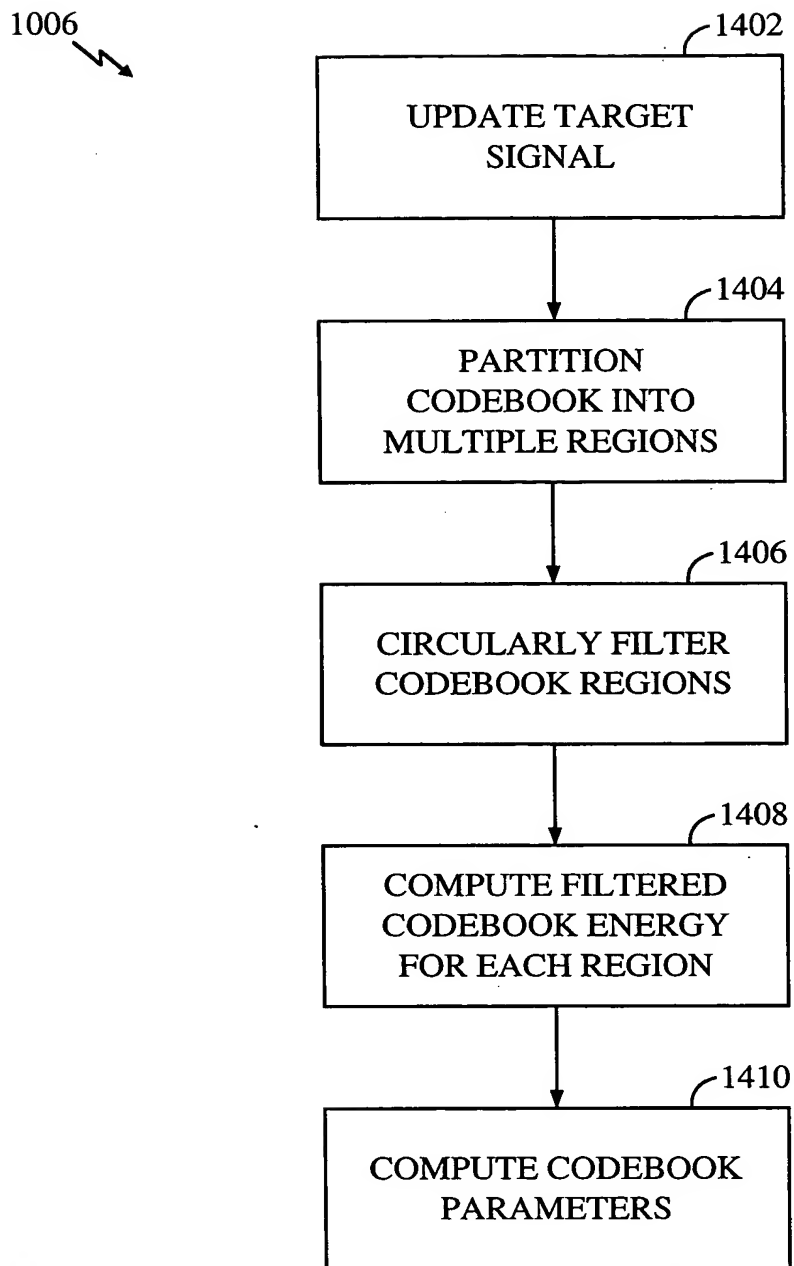 1006
1402
UPDATE TARGET
SIGNAL
1404
PARTITION
CODEBOOK INTO
MULTIPLE REGIONS
1406
CIRCULARLY FILTER
CODEBOOK REGIONS
1408
COMPUTE FILTERED
CODEBOOK ENERGY
FOR EACH REGION
1410
COMPUTE CODEBOOK
PARAMETERS